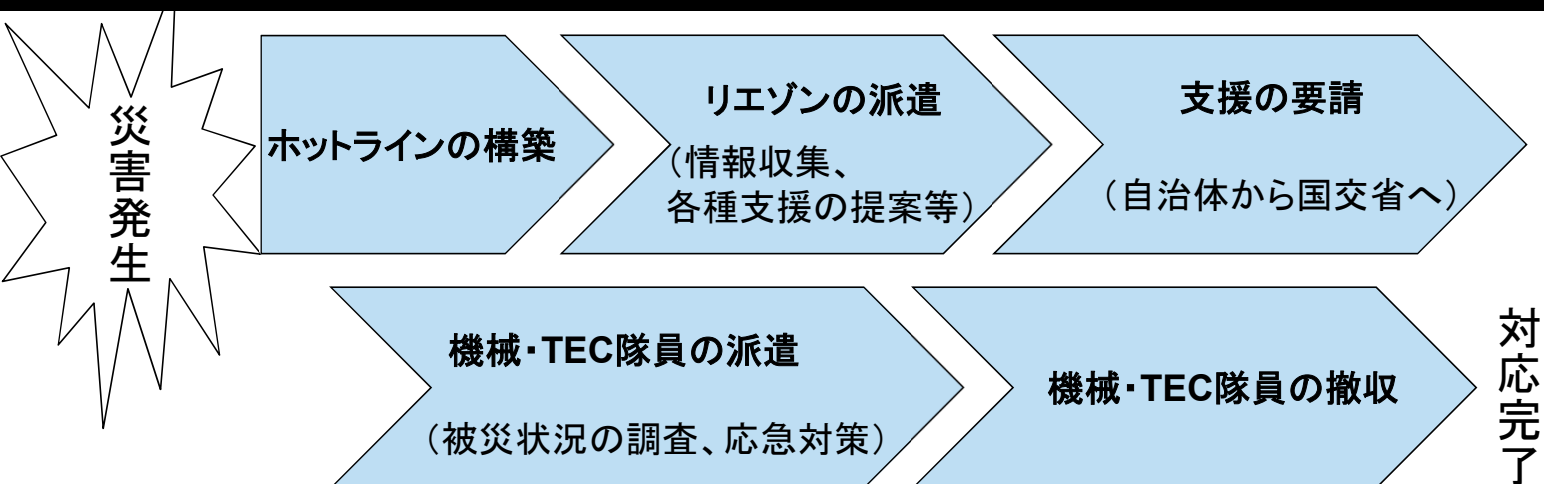 災害発生
ホットラインの構築
リエゾンの派遣
（情報収集、
各種支援の提案等）
支援の要請
（自治体から国交省へ）
機械・TEC隊員の派遣
（被災状況の調査、応急対策）
機械・TEC隊員の撤収
対応完了